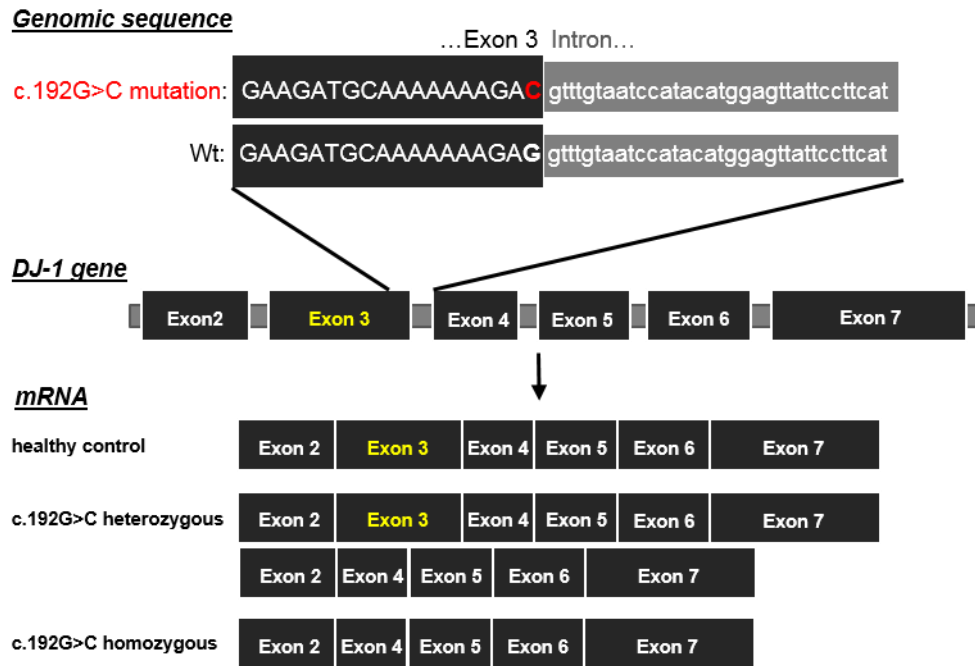 Genomic sequence
...Exon 3 Intron...
c.192G>C mutation: GAAGATGCAAAAAAAGAC gtttgtaatccatacatggagttattccttcat
Wt: GAAGATGCAAAAAAAGAG gtttgtaatccatacatggagttattccttcat
DJ-1 gene
Exon2 Exon 3 Exon 4 Exon 5 Exon 6 Exon 7
mRNA
healthy control Exon 2 Exon 3 Exon 4 Exon 5 Exon 6 Exon 7
c.192G>C heterozygous Exon 2 Exon 3 Exon 4 Exon 5 Exon 6 Exon 7
Exon 2 Exon 4 Exon 5 Exon 6 Exon 7
c.192G>C homozygous Exon 2 Exon 4 Exon 5 Exon 6 Exon 7